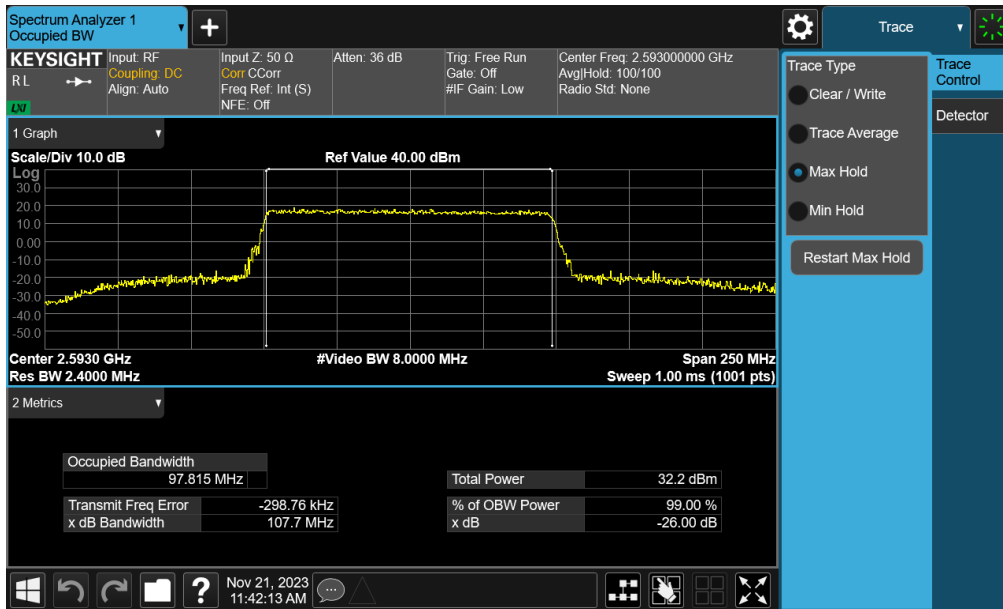 Spectrum Analyzer 1
Occupied BW
+
Trace
KEYSIGHT
R L
LXI
Input: RF
Coupling: DC
Align: Auto
Input Z: 50 Ω
Corr CCorr
Freq Ref: Int (S)
NFE: Off
Atten: 36 dB
Trig: Free Run
Gate: Off
#IF Gain: Low
Center Freq: 2.593000000 GHz
Avg|Hold: 100/100
Radio Std: None
Trace Type
Clear / Write
Trace Average
Max Hold
Min Hold
Restart Max Hold
Trace
Control
Detector
1 Graph
Scale/Div 10.0 dB
Ref Value 40.00 dBm
Log
30.0
20.0
10.0
0.00
-10.0
-20.0
-30.0
-40.0
-50.0
Center 2.5930 GHz
#Video BW 8.0000 MHz
Span 250 MHz
Res BW 2.4000 MHz
Sweep 1.00 ms (1001 pts)
2 Metrics
Occupied Bandwidth
97.815 MHz
Total Power 32.2 dBm
Transmit Freq Error -298.76 kHz
% of OBW Power 99.00 %
x dB Bandwidth 107.7 MHz
x dB -26.00 dB
?
Nov 21, 2023
11:42:13 AM